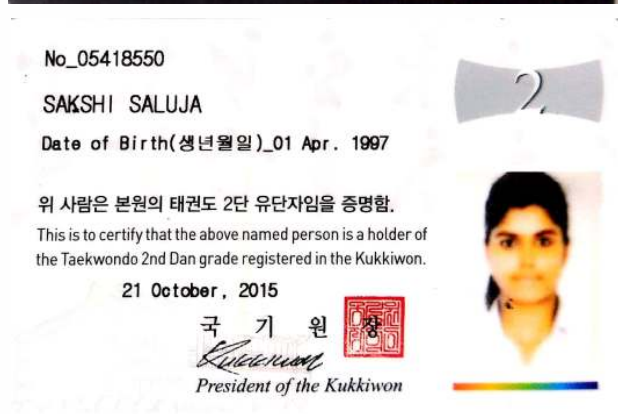 No_05418550
2
SAKSHI SALUJA
Date of Birth(생년월일)_01 Apr. 1997
위 사람은 본원의 태권도 2단 유단자임을 증명함.
This is to certify that the above named person is a holder of
the Taekwondo 2nd Dan grade registered in the Kukkiwon.
21 October, 2015
국 기 원 장
Kukkiwon
President of the Kukkiwon